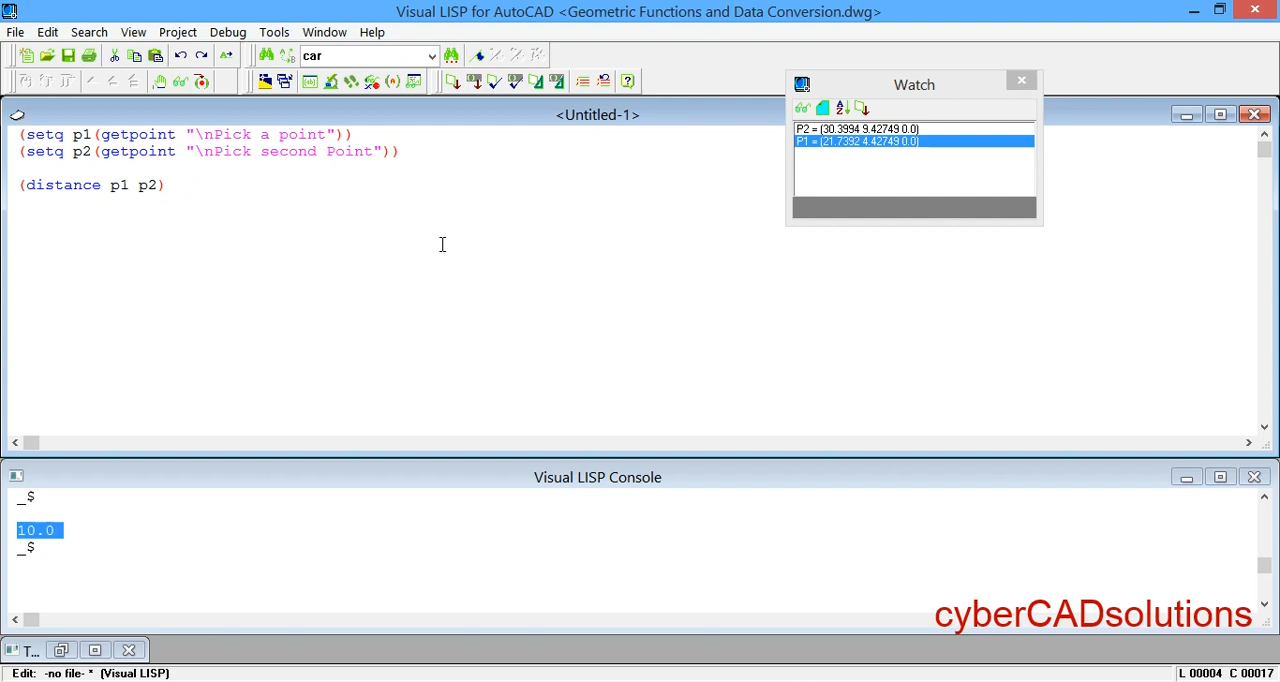 Visual LISP for AutoCAD <Geometric Functions and Data Conversion.dwg>
File Edit Search View Project Debug Tools Window Help
car
Watch
P2 = (30.3994 9.42749 0.0)
P1 = (21.7392 4.42749 0.0)
<Untitled-1>
(setq p1(getpoint "\nPick a point"))
(setq p2(getpoint "\nPick second Point"))
(distance p1 p2)
Visual LISP Console
_$
10.0
_$
cyberCADsolutions
T...
Edit: -no file- * (Visual LISP)
L 00004 C 00017